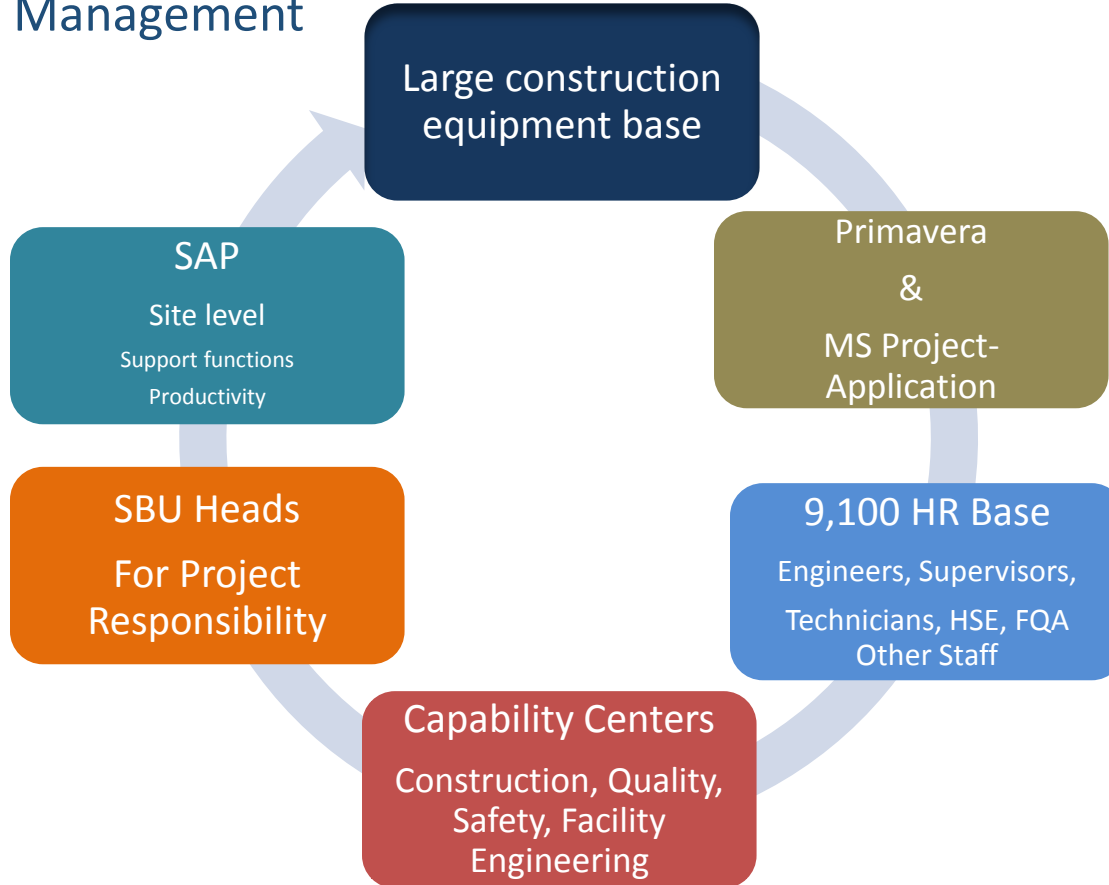 Management
Large construction
equipment base
Primavera
&
MS Project-
Application
9,100 HR Base
Engineers, Supervisors,
Technicians, HSE, FQA
Other Staff
Capability Centers
Construction, Quality,
Safety, Facility
Engineering
SBU Heads
For Project
Responsibility
SAP
Site level
Support functions
Productivity